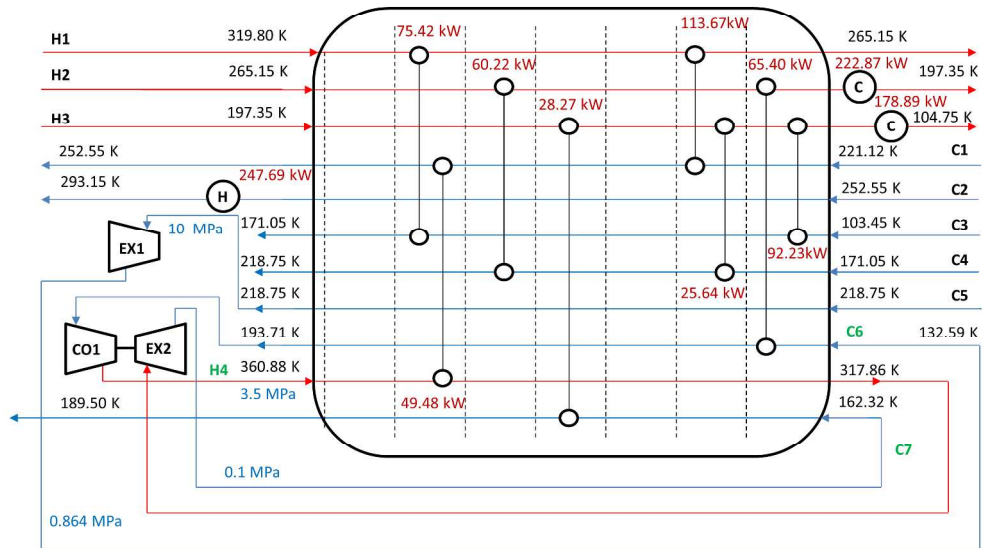 75.42 kW
113.67kW
H1
319.80 K
265.15 K
H2
265.15 K
60.22 kW
65.40 kW
222.87 kW
197.35 K
C
H3
197.35 K
28.27 kW
178.89 kW
104.75 K
C
252.55 K
221.12 K
C1
293.15 K
247.69 kW
H
252.55 K
C2
10 MPa
171.05 K
103.45 K
C3
EX1
92.23kW
218.75 K
171.05 K
C4
218.75 K
25.64 kW
218.75 K
C5
193.71 K
C6
132.59 K
CO1
EX2
H4
360.88 K
317.86 K
3.5 MPa
49.48 kW
189.50 K
162.32 K
C7
0.1 MPa
0.864 MPa